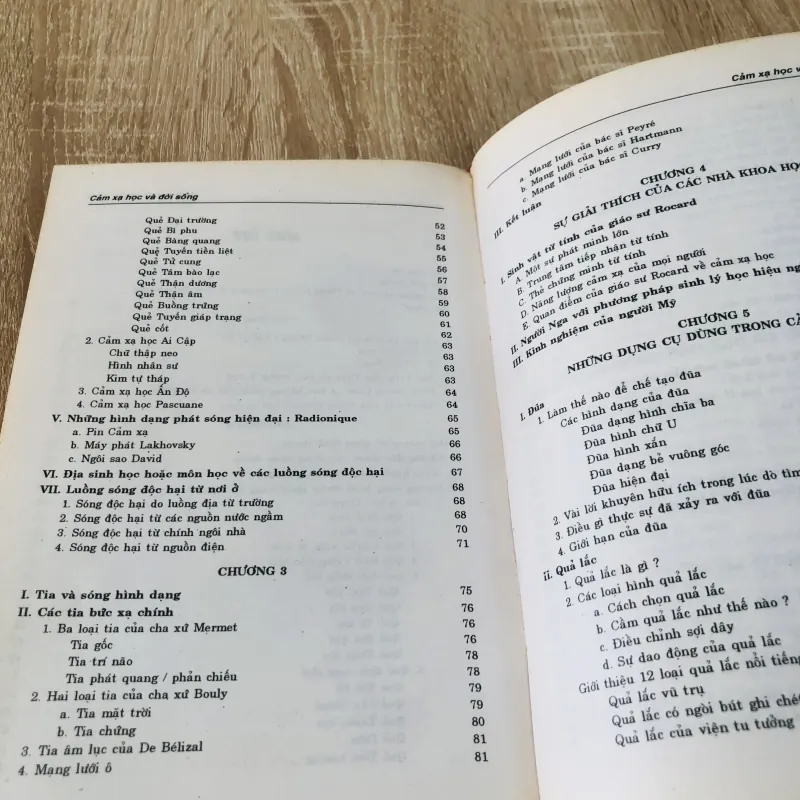 Cảm xạ học và đời sống
Quẻ Đại trường 52
Quẻ Bí phu 53
Quẻ Bàng quang 54
Quẻ Tuyến tiền liệt 55
Quẻ Tử cung 56
Quẻ Tâm bào lạc 57
Quẻ Thận dương 58
Quẻ Thận âm 59
Quẻ Buồng trứng 60
Quẻ Tuyến giáp trạng 61
Quẻ cốt 62
2. Cảm xạ học Ai Cập 63
Chữ thập neo 63
Hình nhân sư 63
Kim tự tháp 63
3. Cảm xạ học Ấn Độ 64
4. Cảm xạ học Pascuane 64
V. Những hình dạng phát sóng hiện đại : Radionique 65
a. Pin Cảm xạ 65
b. Máy phát Lakhovsky 66
c. Ngôi sao David 66
VI. Địa sinh học hoặc môn học về các luồng sóng độc hại 67
VII. Luồng sóng độc hại từ nơi ở 68
1. Sóng độc hại do luồng địa từ trường 68
2. Sóng độc hại từ các nguồn nước ngầm 68
3. Sóng độc hại từ chính ngôi nhà 70
4. Sóng độc hại từ nguồn điện 71
CHƯƠNG 3
I. Tia và sóng hình dạng 75
II. Các tia bức xạ chính 76
1. Ba loại tia của cha xứ Mermet 76
Tia gốc 76
Tia trí não 78
Tia phát quang / phản chiếu 78
2. Hai loại tia của cha xứ Bouly 79
a. Tia mặt trời 79
b. Tia chứng 80
3. Tia âm lục của De Bélizal 81
4. Mạng lưới ô 81
Cảm xạ học v
a. Mạng lưới của bác sĩ Peyré
b. Mạng lưới của bác sĩ Hartmann
c. Mạng lưới của bác sĩ Curry
III. Kết luận
CHƯƠNG 4
SỰ GIẢI THÍCH CỦA CÁC NHÀ KHOA HỌC
I. Sinh vật từ tính của giáo sư Rocard
A. Một sự phát minh lớn
B. Trung tâm tiếp nhận từ tính
C. Thẻ chứng minh từ tính
D. Năng lượng cảm xạ của mọi người
E. Quan điểm của giáo sư Rocard về cảm xạ học
II. Người Nga với phương pháp sinh lý học hiệu ng
III. Kinh nghiệm của người Mỹ
CHƯƠNG 5
NHỮNG DỤNG CỤ DÙNG TRONG C
I. Đũa
1. Làm thế nào để chế tạo đũa
Các hình dạng của đũa
Đũa dạng hình chĩa ba
Đũa hình chữ U
Đũa hình xắn
Đũa dạng bẻ vuông góc
Đũa hiện đại
2. Vài lời khuyên hữu ích trong lúc dò tìm
3. Điều gì thực sự đã xảy ra với đũa
4. Giới hạn của đũa
II. Quả lắc
1. Quả lắc là gì ?
2. Các loại hình quả lắc
a. Cách chọn quả lắc
b. Cầm quả lắc như thế nào ?
c. Điều chỉnh sợi dây
d. Sự dao động của quả lắc
Giới thiệu 12 loại quả lắc nổi tiếng
Quả lắc vũ trụ
Quả lắc có ngòi bút ghi ché
Quả lắc của viện tu tưởng